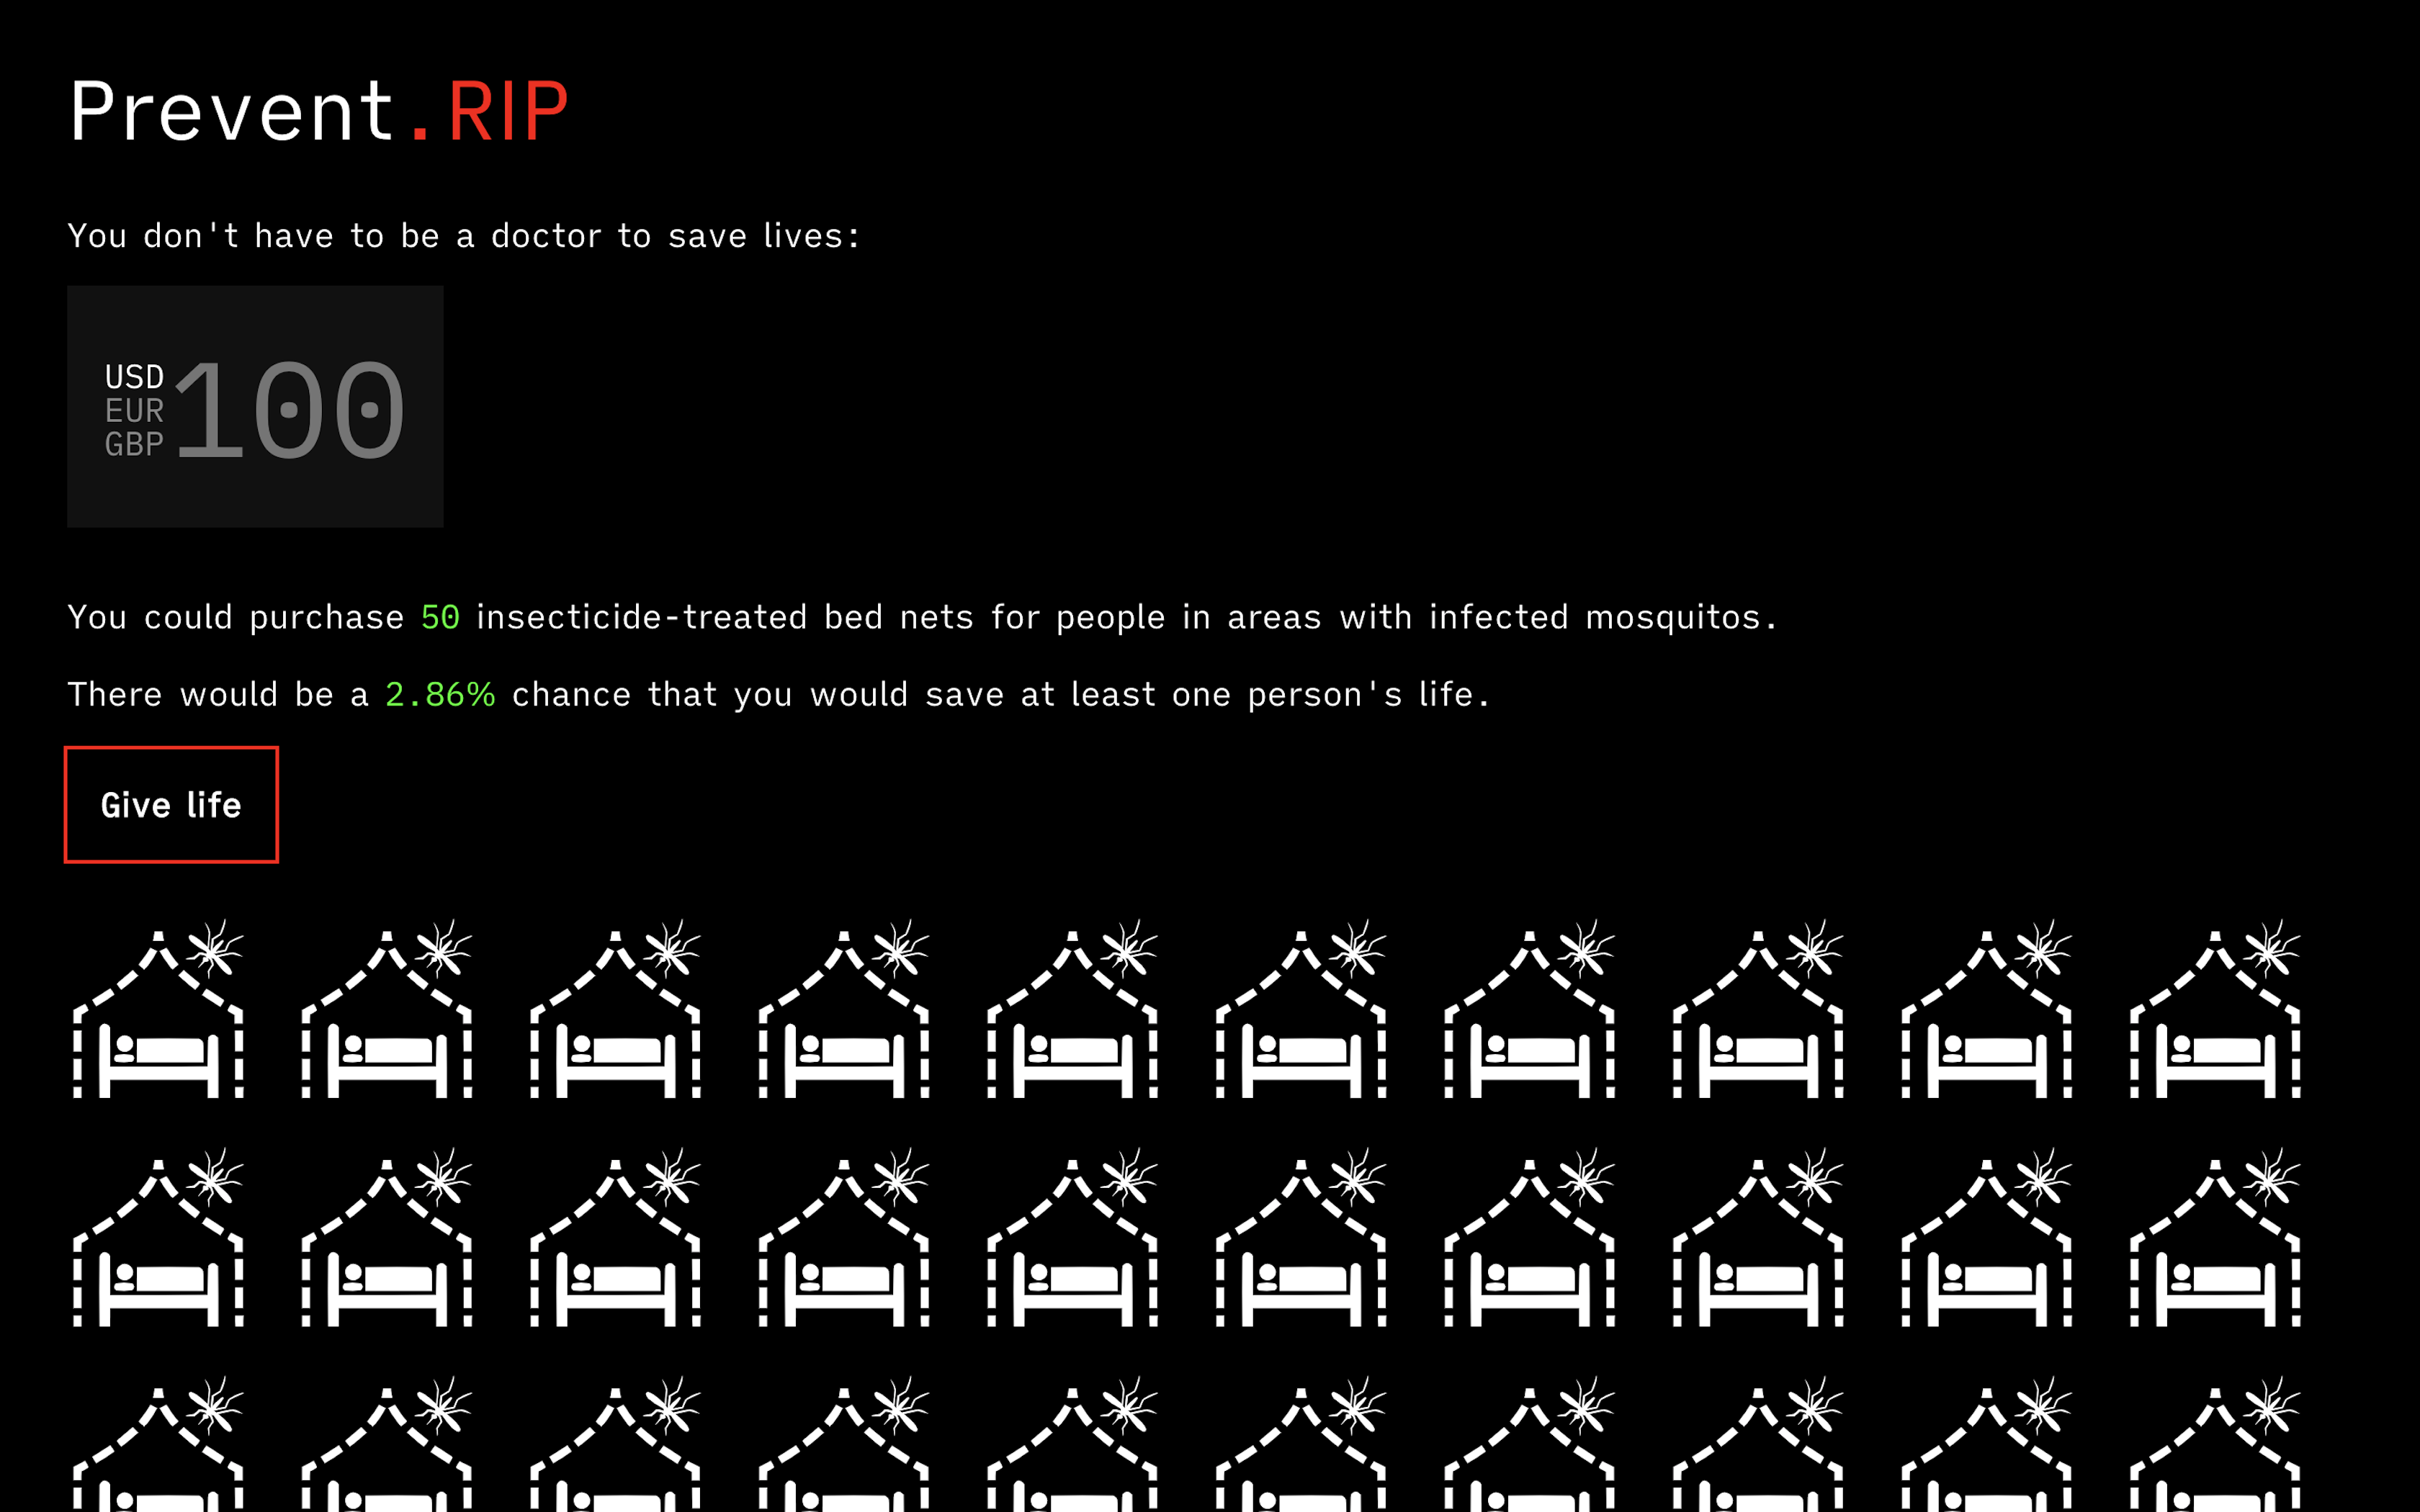 Prevent.RIP
You don't have to be a doctor to save lives:
USD
EUR
GBP
100
You could purchase 50 insecticide-treated bed nets for people in areas with infected mosquitos.
There would be a 2.86% chance that you would save at least one person's life.
Give life